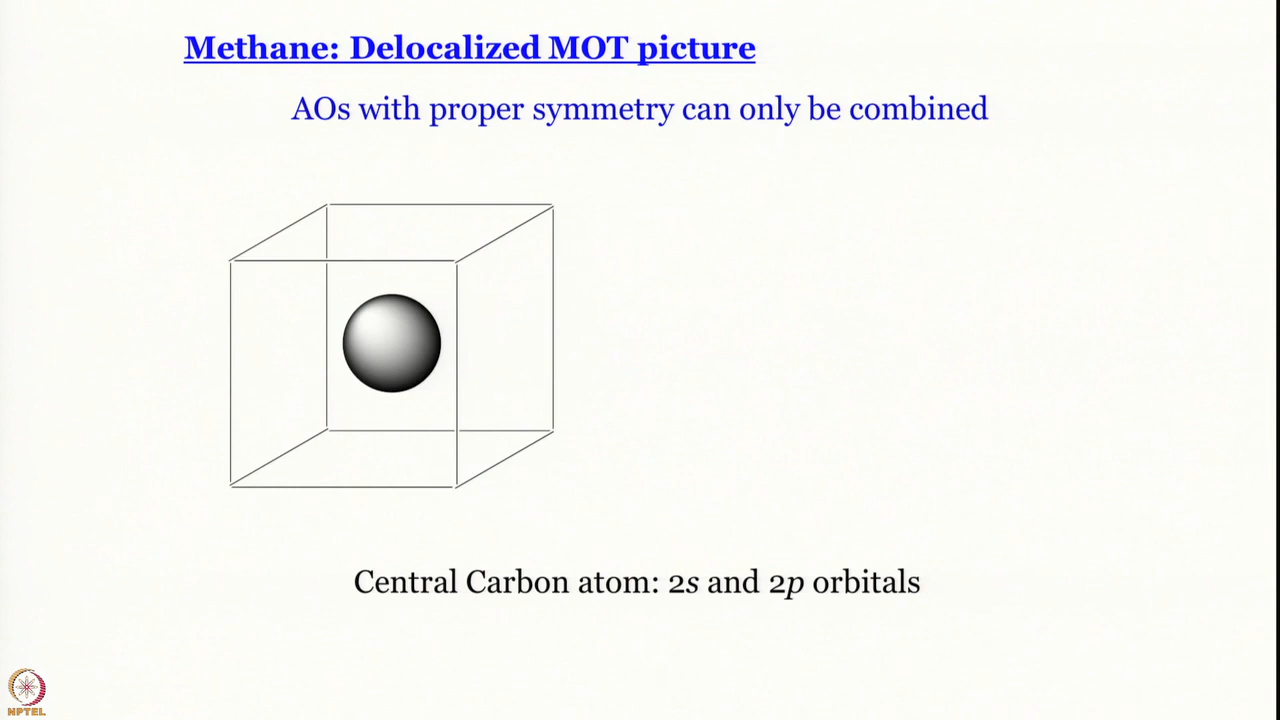 Methane: Delocalized MOT picture
AOs with proper symmetry can only be combined
Central Carbon atom: 2s and 2p orbitals
NPTEL